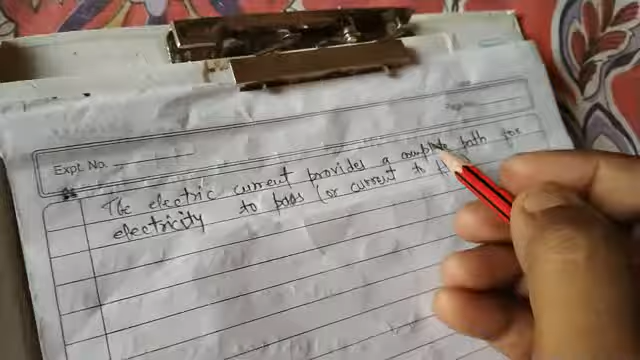 Expt No.
The electric current provides a complete path for
electricity to pass (or current to